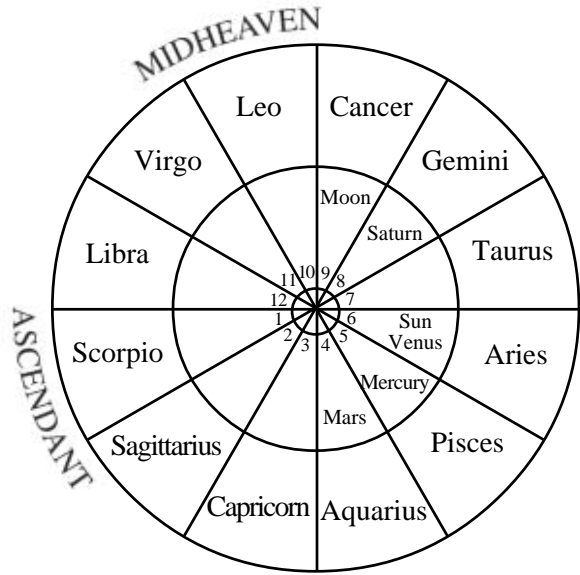 MIDHEAVEN
Leo
Cancer
Virgo
Gemini
Libra
Taurus
Moon
Saturn
10 9
11 8
12 7
1 6
2 5
3 4
Sun
Venus
Mercury
Mars
ASCENDANT
Scorpio
Aries
Sagittarius
Pisces
Capricorn
Aquarius